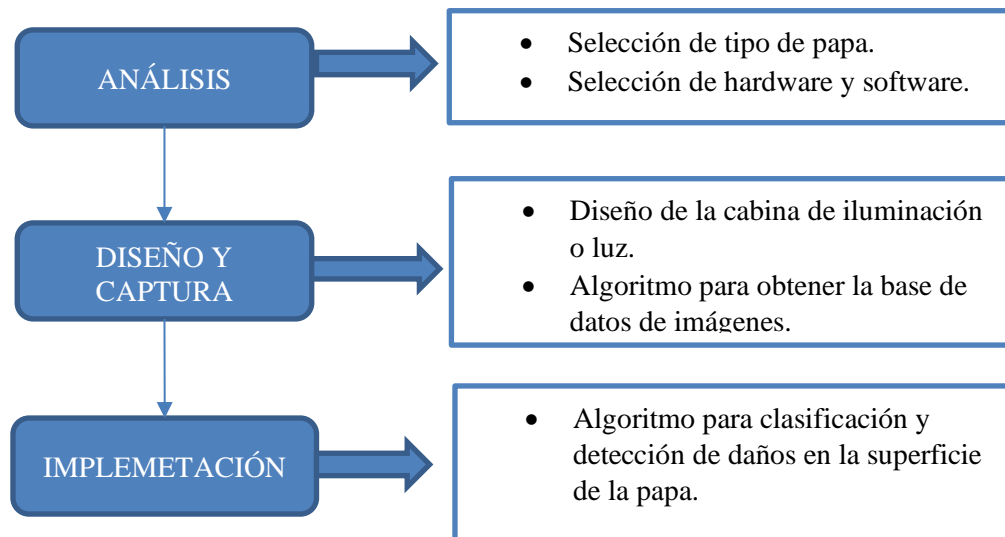 ANÁLISIS
• Selección de tipo de papa.
• Selección de hardware y software.
DISEÑO Y
CAPTURA
• Diseño de la cabina de iluminación
o luz.
• Algoritmo para obtener la base de
datos de imágenes.
IMPLEMETACIÓN
• Algoritmo para clasificación y
detección de daños en la superficie
de la papa.